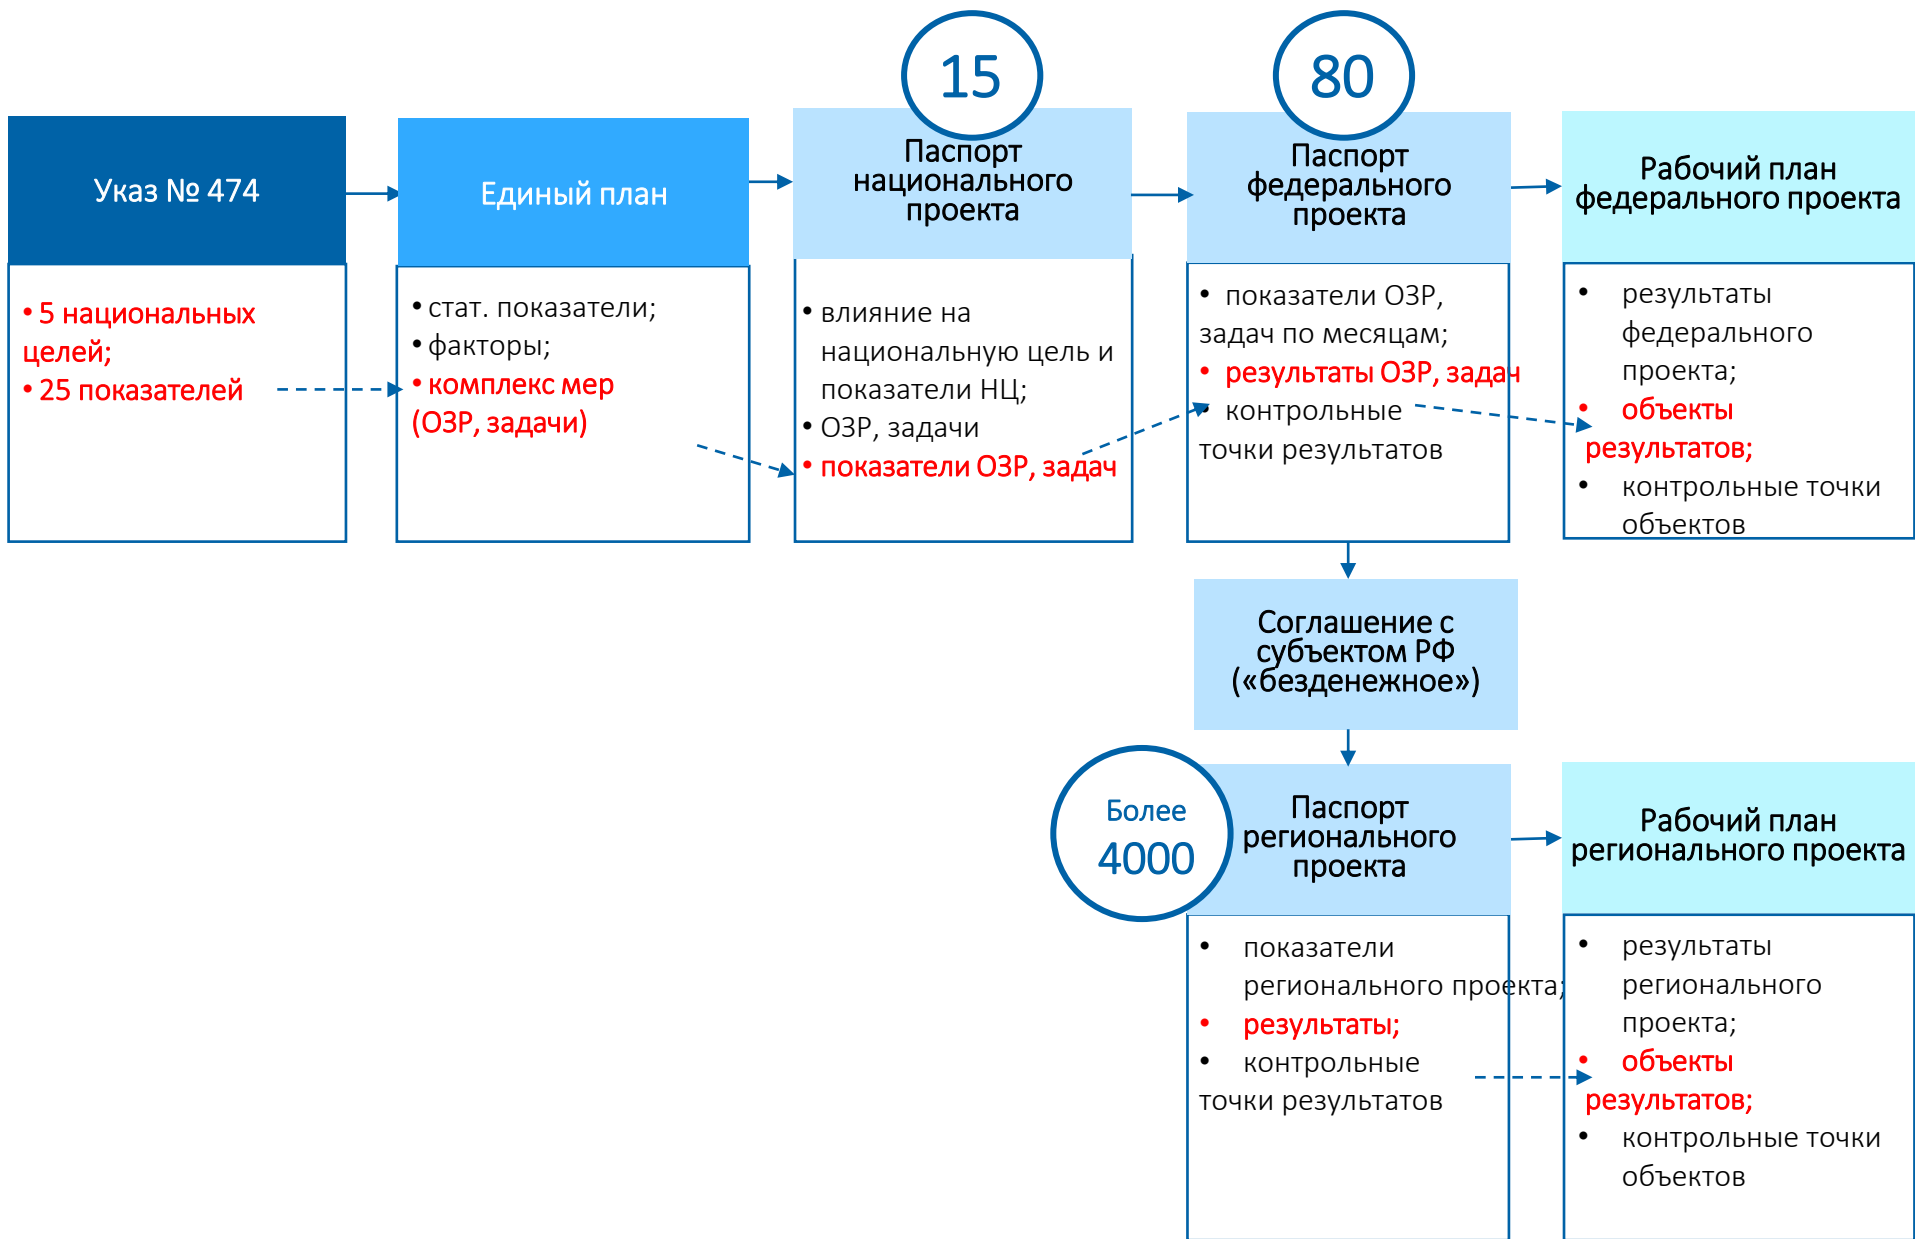 15
80
Указ № 474
• 5 национальных
целей;
• 25 показателей
Единый план
• стат. показатели;
• факторы;
• комплекс мер
(ОЗР, задачи)
Паспорт
национального
проекта
• влияние на
национальную цель и
показатели НЦ;
• ОЗР, задачи
• показатели ОЗР, задач
Паспорт
федерального
проекта
• показатели ОЗР,
задач по месяцам;
• результаты ОЗР, задач
• контрольные
точки результатов
Рабочий план
федерального проекта
• результаты
федерального
проекта;
• объекты
результатов;
• контрольные точки
объектов
Соглашение с
субъектом РФ
(«безденежное»)
Более
4000
Паспорт
регионального
проекта
• показатели
регионального проекта;
• результаты;
• контрольные
точки результатов
Рабочий план
регионального проекта
• результаты
регионального
проекта;
• объекты
результатов;
• контрольные точки
объектов